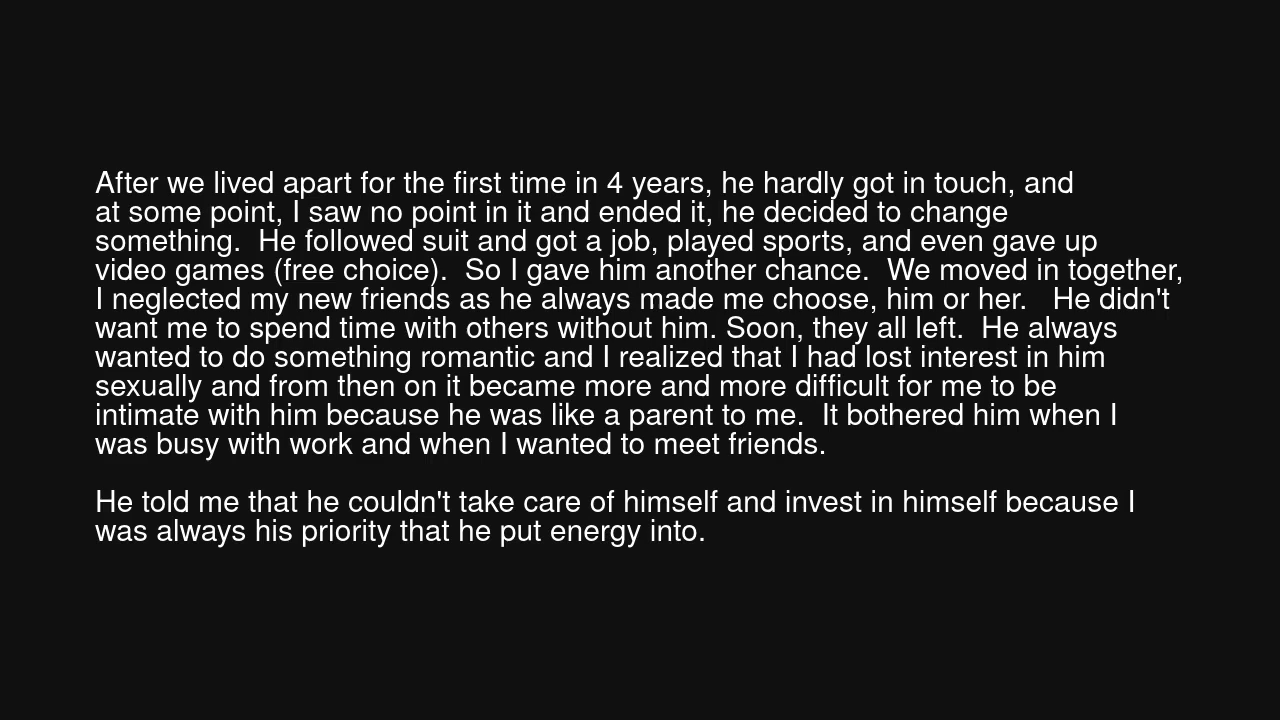 After we lived apart for the first time in 4 years, he hardly got in touch, and
at some point, I saw no point in it and ended it, he decided to change
something.  He followed suit and got a job, played sports, and even gave up
video games (free choice).  So I gave him another chance.  We moved in together,
I neglected my new friends as he always made me choose, him or her.   He didn't
want me to spend time with others without him. Soon, they all left.  He always
wanted to do something romantic and I realized that I had lost interest in him
sexually and from then on it became more and more difficult for me to be
intimate with him because he was like a parent to me.  It bothered him when I
was busy with work and when I wanted to meet friends.

He told me that he couldn't take care of himself and invest in himself because I
was always his priority that he put energy into.